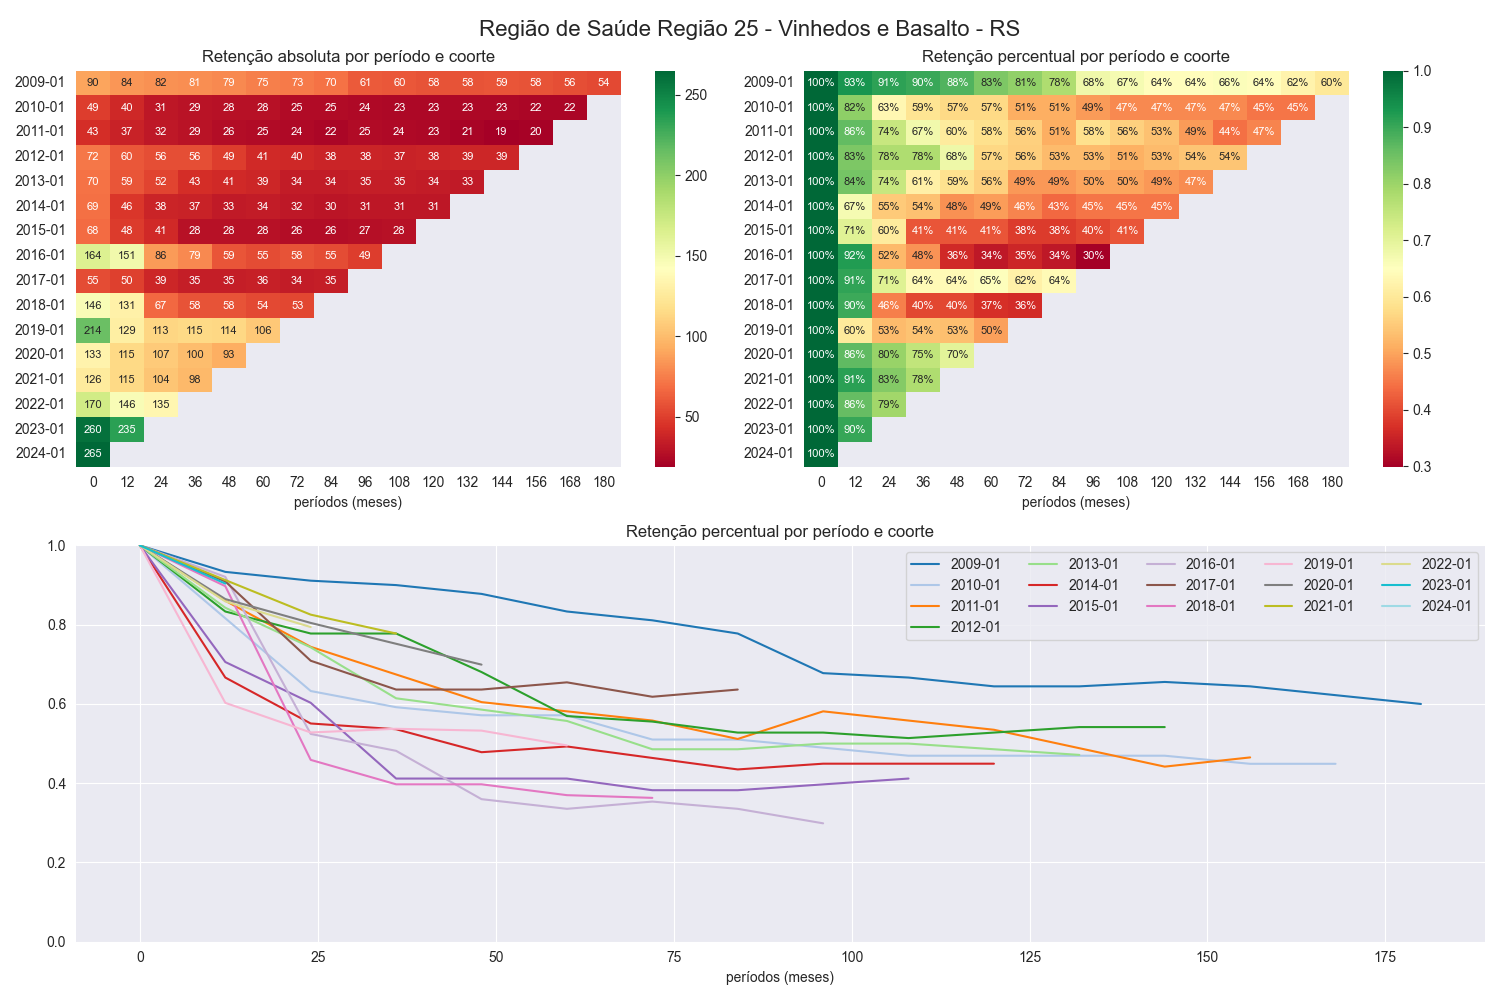 Região de Saúde Região 25 - Vinhedos e Basalto - RS
Retenção absoluta por período e coorte
2009-01 90 84 82 81 79 75 73 70 61 60 58 58 59 58 56 54
2010-01 49 40 31 29 28 28 25 25 24 23 23 23 23 22 22
2011-01 43 37 32 29 26 25 24 22 25 24 23 21 19 20
2012-01 72 60 56 56 49 41 40 38 38 37 38 39 39
2013-01 70 59 52 43 41 39 34 34 35 35 34 33
2014-01 69 46 38 37 33 34 32 30 31 31 31
2015-01 68 48 41 28 28 28 26 26 27 28
2016-01 164 151 86 79 59 55 58 55 49
2017-01 55 50 39 35 35 36 34 35
2018-01 146 131 67 58 58 54 53
2019-01 214 129 113 115 114 106
2020-01 133 115 107 100 93
2021-01 126 115 104 98
2022-01 170 146 135
2023-01 260 235
2024-01 265
0 12 24 36 48 60 72 84 96 108 120 132 144 156 168 180
períodos (meses)
250
200
150
100
50
Retenção percentual por período e coorte
2009-01 100% 93% 91% 90% 88% 83% 81% 78% 68% 67% 64% 64% 66% 64% 62% 60%
2010-01 100% 82% 63% 59% 57% 57% 51% 51% 49% 47% 47% 47% 47% 45% 45%
2011-01 100% 86% 74% 67% 60% 58% 56% 51% 58% 56% 53% 49% 44% 47%
2012-01 100% 83% 78% 78% 68% 57% 56% 53% 53% 51% 53% 54% 54%
2013-01 100% 84% 74% 61% 59% 56% 49% 49% 50% 50% 49% 47%
2014-01 100% 67% 55% 54% 48% 49% 46% 43% 45% 45% 45%
2015-01 100% 71% 60% 41% 41% 41% 38% 38% 40% 41%
2016-01 100% 92% 52% 48% 36% 34% 35% 34% 30%
2017-01 100% 91% 71% 64% 64% 65% 62% 64%
2018-01 100% 90% 46% 40% 40% 37% 36%
2019-01 100% 60% 53% 54% 53% 50%
2020-01 100% 86% 80% 75% 70%
2021-01 100% 91% 83% 78%
2022-01 100% 86% 79%
2023-01 100% 90%
2024-01 100%
0 12 24 36 48 60 72 84 96 108 120 132 144 156 168 180
períodos (meses)
1.0
0.9
0.8
0.7
0.6
0.5
0.4
0.3
Retenção percentual por período e coorte
1.0
0.8
0.6
0.4
0.2
0.0
2009-01 2013-01 2016-01 2019-01 2022-01
2010-01 2014-01 2017-01 2020-01 2023-01
2011-01 2015-01 2018-01 2021-01 2024-01
2012-01
0 25 50 75 100 125 150 175
períodos (meses)